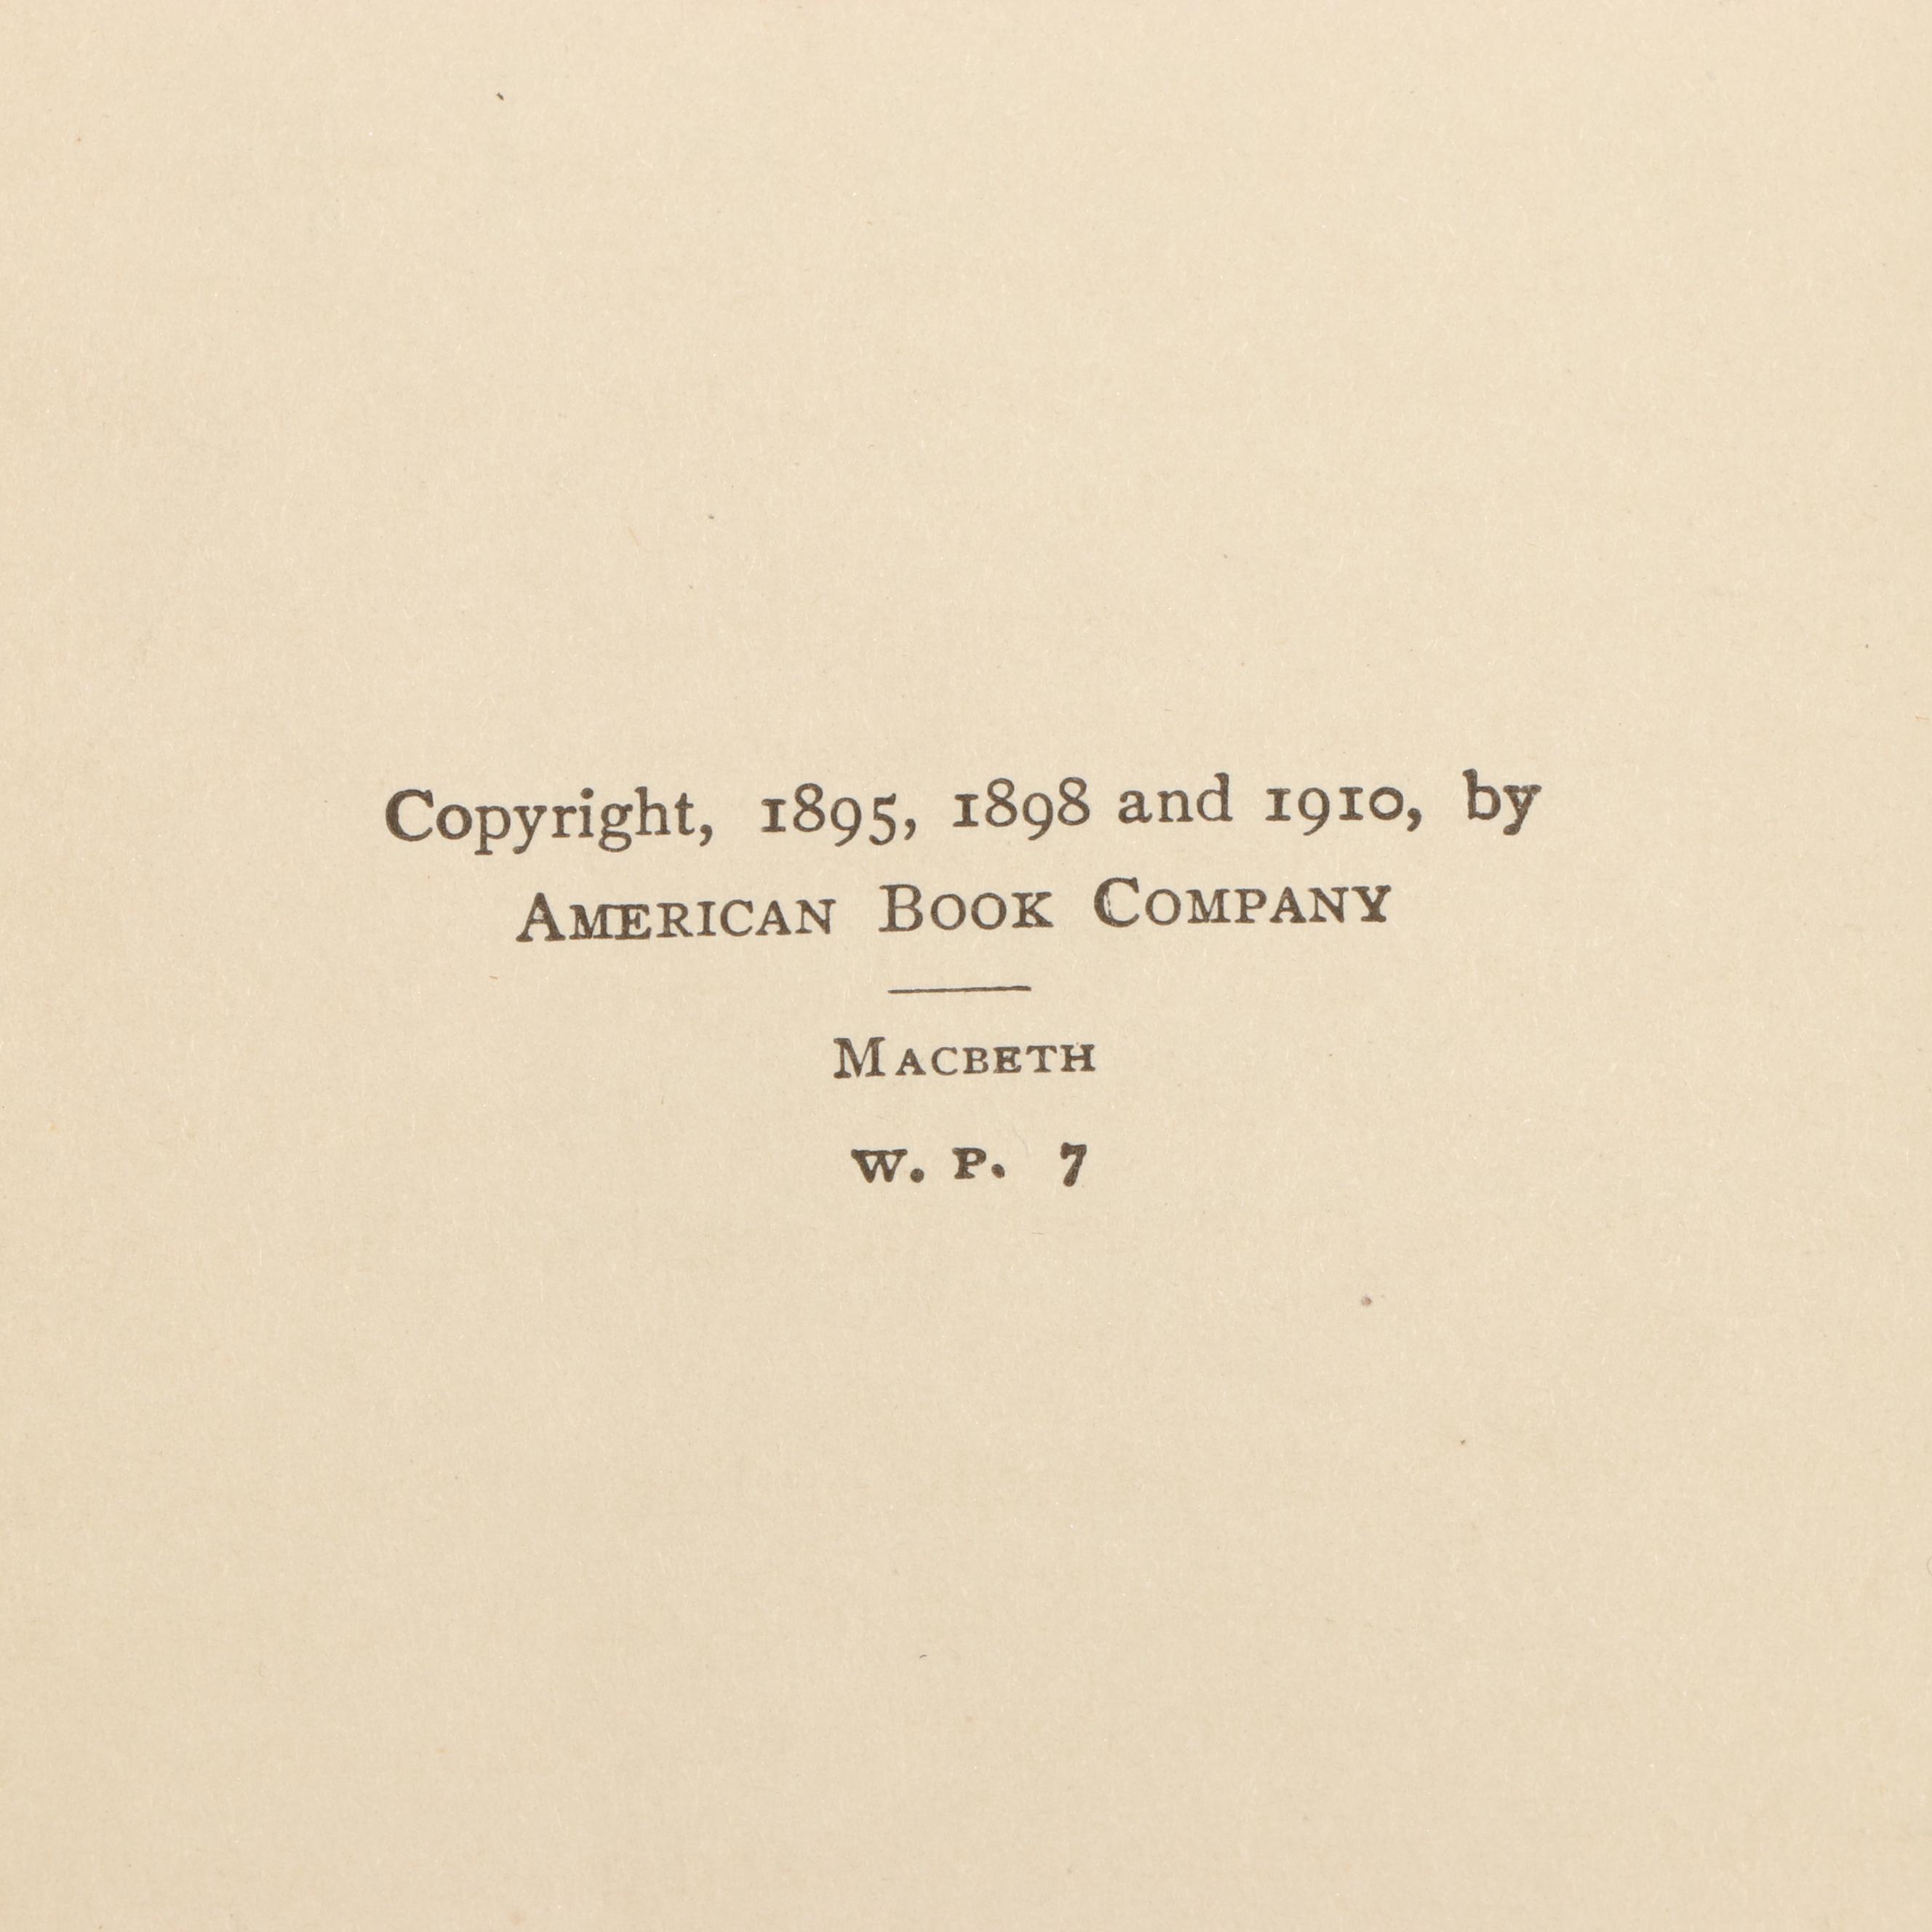 Copyright, 1895, 1898 and 1910, by
American Book Company
Macbeth
W. P. 7